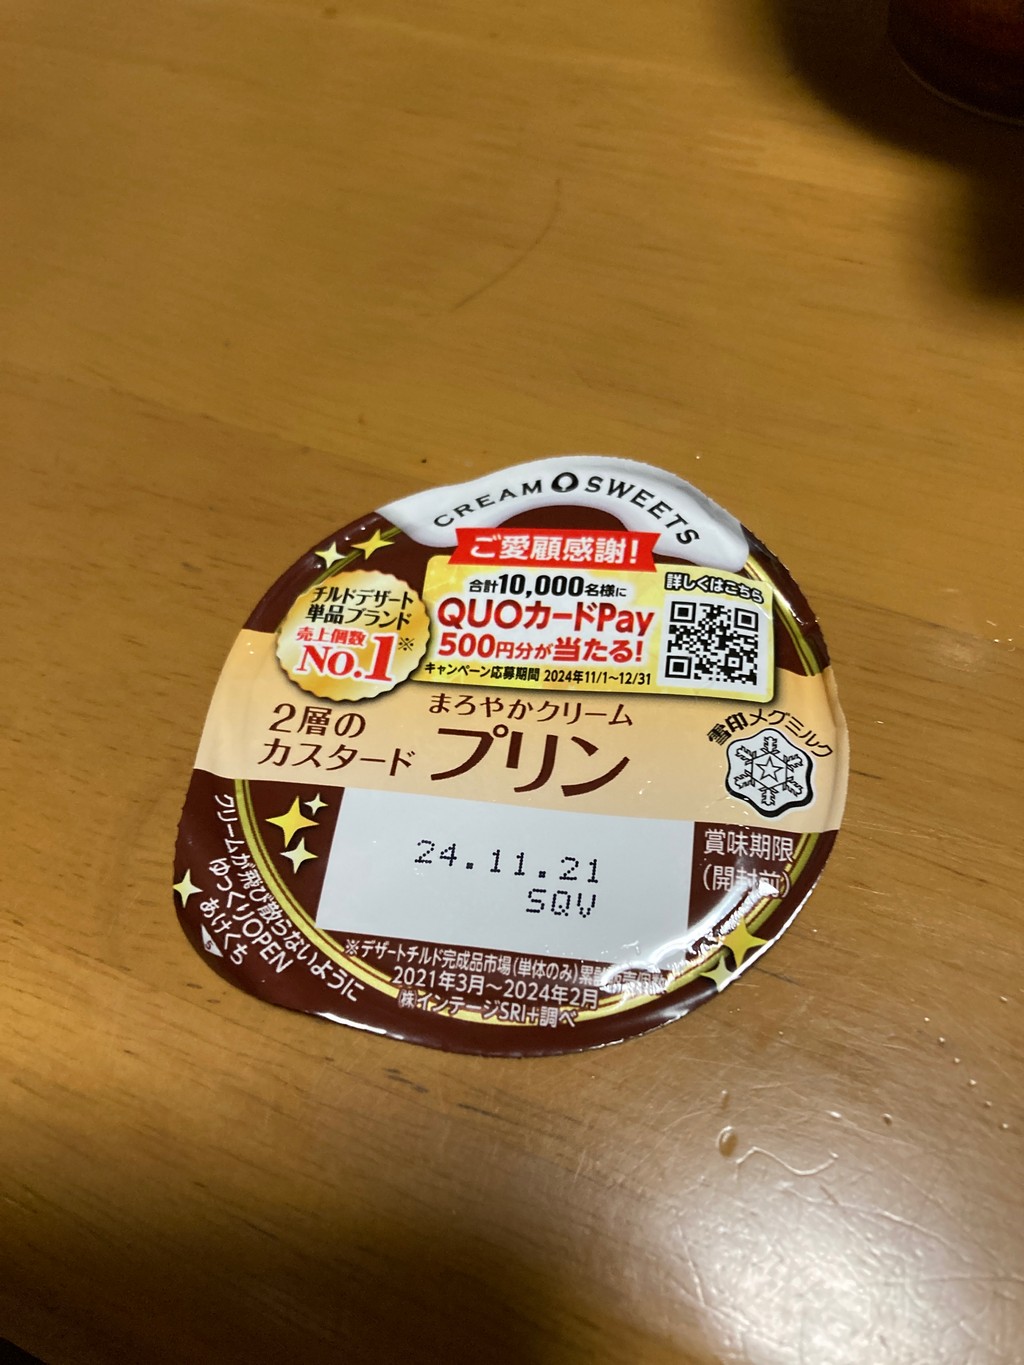 CREAM SWEETS
ご愛顧感謝!
チルドデザート
単品ブランド
売上個数
No.1※
合計10,000名様に
QUOカードPay
500円分が当たる!
キャンペーン応募期間 2024年11/1~12/31
詳しくはこちら
2層の
カスタード
まろやかクリーム
プリン
雪印メグミルク
24.11.21
SQV
賞味期限
(開封前)
クリームが飛び散らないように
ゆっくりOPEN
あけくち
S
※デザートチルド完成品市場(単体のみ)累計
2021年3月~2024年2月
㈱インテージSRI+調べ